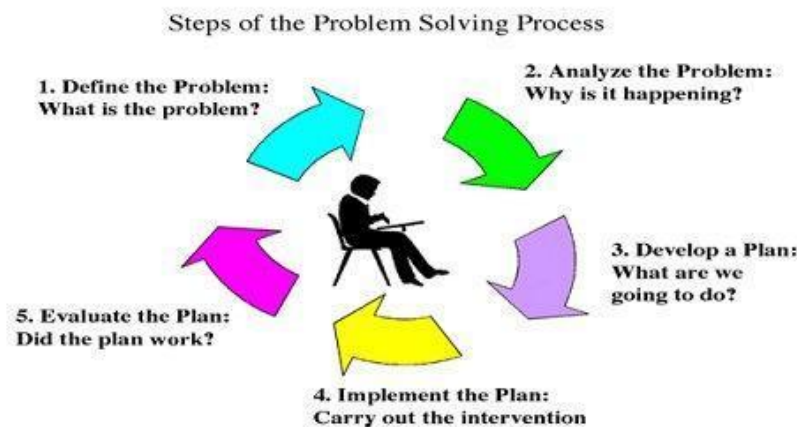 Steps of the Problem Solving Process
1. Define the Problem:
What is the problem?
2. Analyze the Problem:
Why is it happening?
3. Develop a Plan:
What are we
going to do?
4. Implement the Plan:
Carry out the intervention
5. Evaluate the Plan:
Did the plan work?